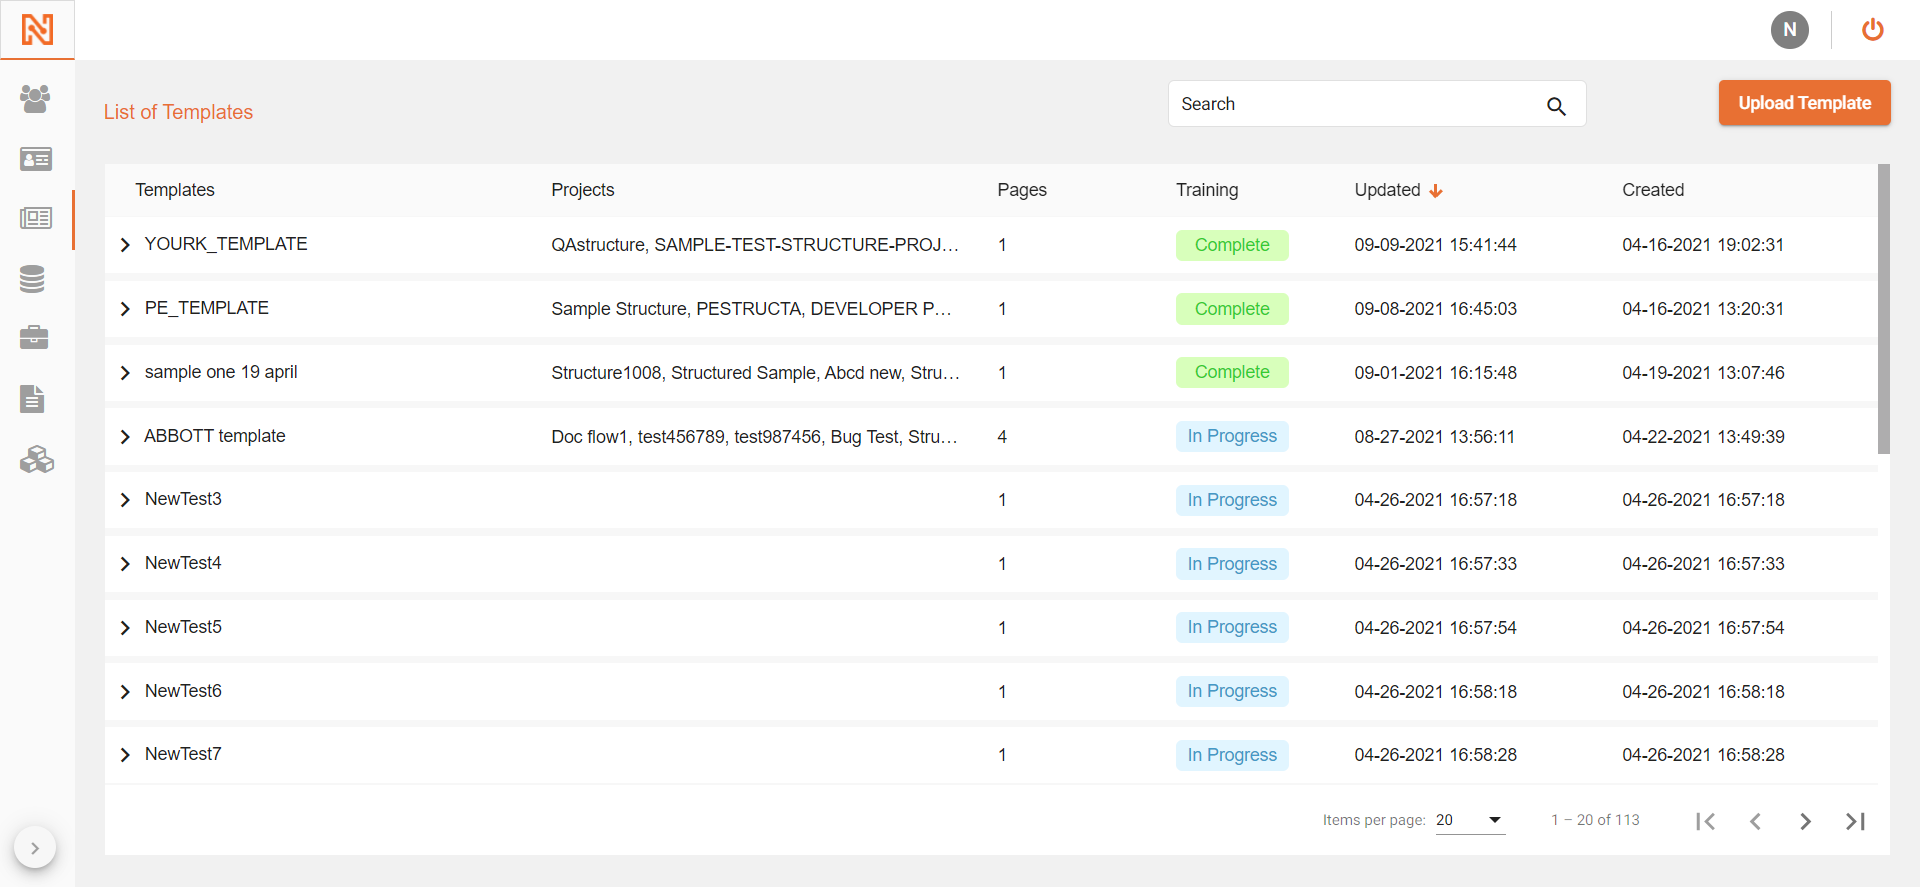 N
List of Templates
Search
Upload Template
Templates Projects Pages Training Updated Created
YOURK_TEMPLATE QAstructure, SAMPLE-TEST-STRUCTURE-PROJ... 1 Complete 09-09-2021 15:41:44 04-16-2021 19:02:31
PE_TEMPLATE Sample Structure, PESTRUCTA, DEVELOPER P... 1 Complete 09-08-2021 16:45:03 04-16-2021 13:20:31
sample one 19 april Structure1008, Structured Sample, Abcd new, Stru... 1 Complete 09-01-2021 16:15:48 04-19-2021 13:07:46
ABBOTT template Doc flow1, test456789, test987456, Bug Test, Stru... 4 In Progress 08-27-2021 13:56:11 04-22-2021 13:49:39
NewTest3 1 In Progress 04-26-2021 16:57:18 04-26-2021 16:57:18
NewTest4 1 In Progress 04-26-2021 16:57:33 04-26-2021 16:57:33
NewTest5 1 In Progress 04-26-2021 16:57:54 04-26-2021 16:57:54
NewTest6 1 In Progress 04-26-2021 16:58:18 04-26-2021 16:58:18
NewTest7 1 In Progress 04-26-2021 16:58:28 04-26-2021 16:58:28
Items per page: 20 1 – 20 of 113